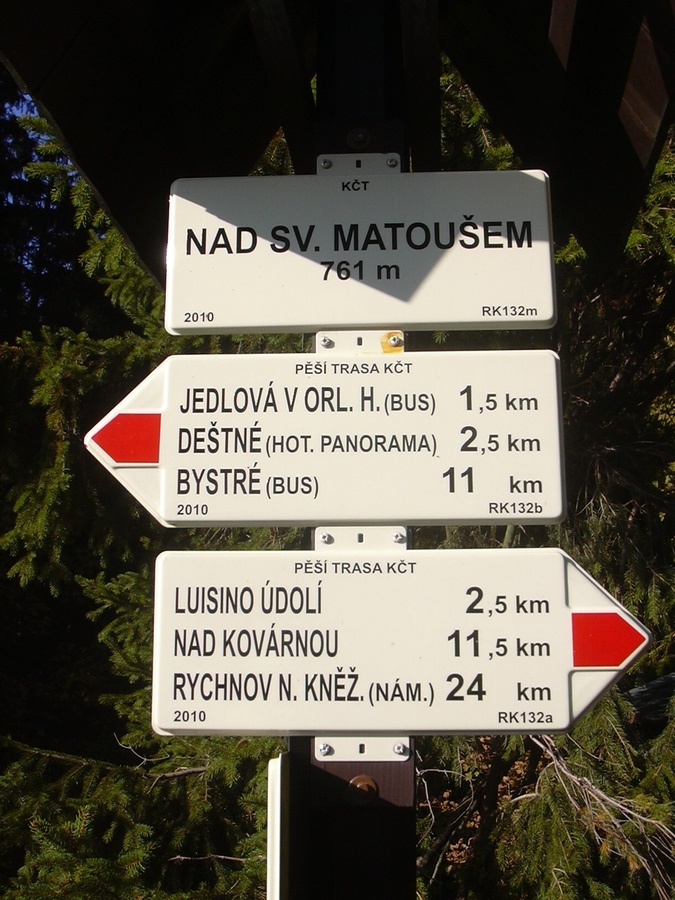 KČT
NAD SV. MATOUŠEM
761 m
2010 RK132m
PĚŠÍ TRASA KČT
JEDLOVÁ V ORL. H. (BUS) 1,5 km
DEŠTNÉ (HOT. PANORAMA) 2,5 km
BYSTRÉ (BUS) 11 km
2010 RK132b
PĚŠÍ TRASA KČT
LUISINO ÚDOLÍ 2,5 km
NAD KOVÁRNOU 11,5 km
RYCHNOV N. KNĚŽ. (NÁM.) 24 km
2010 RK132a